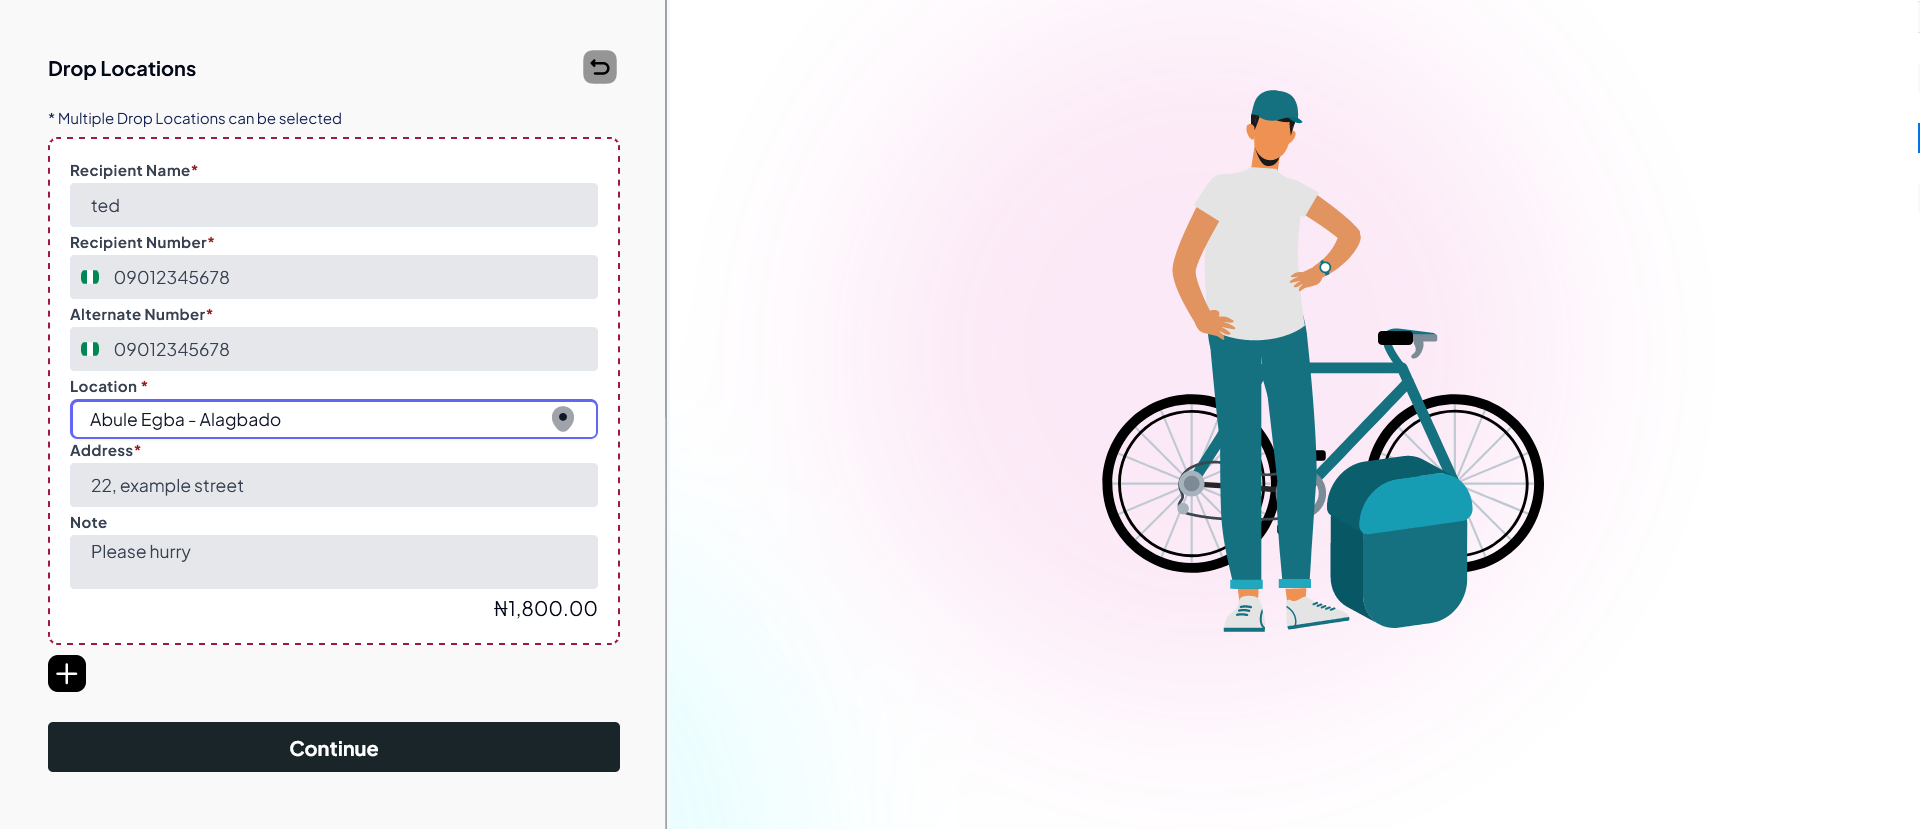 Drop Locations
* Multiple Drop Locations can be selected
Recipient Name*
ted
Recipient Number*
09012345678
Alternate Number*
09012345678
Location *
Abule Egba - Alagbado
Address*
22, example street
Note
Please hurry
₦1,800.00
Continue